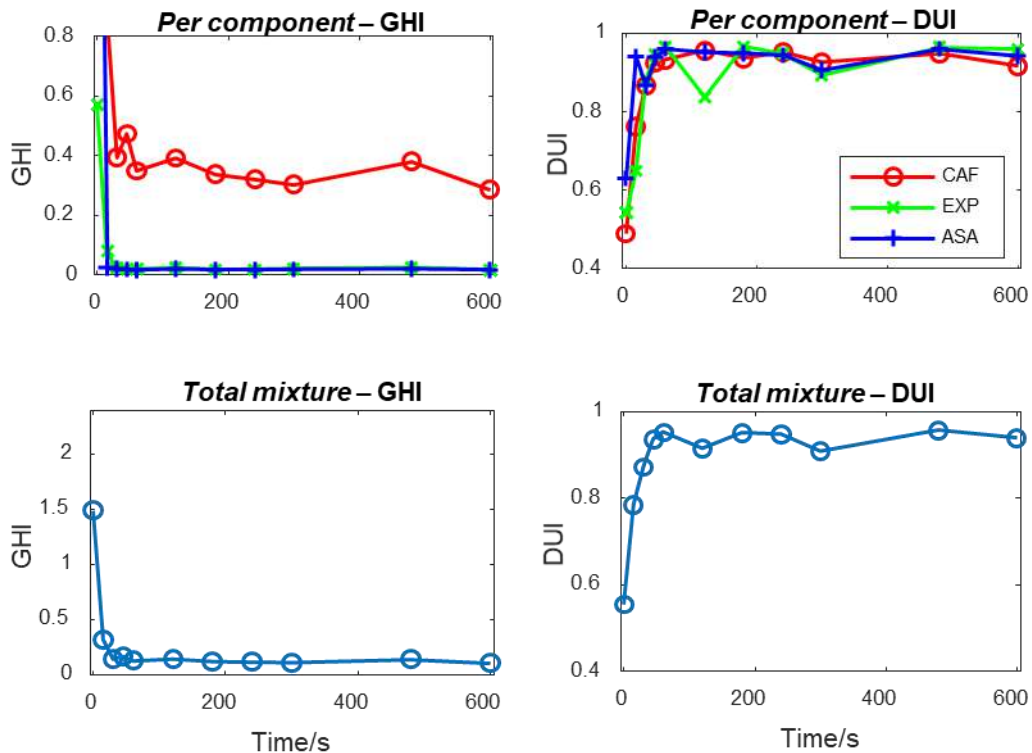 Per component – GHI
0.8
0.6
0.4
0.2
0
GHI
0 200 400 600
Per component – DUI
1
0.8
0.6
0.4
DUI
0 200 400 600
CAF
EXP
ASA
Total mixture – GHI
2
1.5
1
0.5
0
GHI
0 200 400 600
Time/s
Total mixture – DUI
1
0.8
0.6
0.4
DUI
0 200 400 600
Time/s